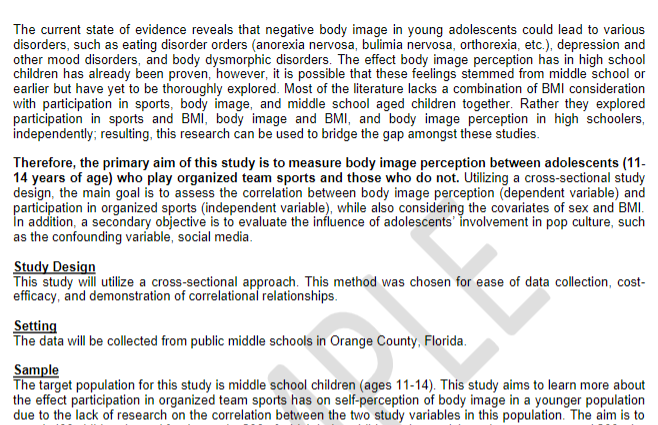 The current state of evidence reveals that negative body image in young adolescents could lead to various
disorders, such as eating disorder orders (anorexia nervosa, bulimia nervosa, orthorexia, etc.), depression and
other mood disorders, and body dysmorphic disorders. The effect body image perception has in high school
children has already been proven, however, it is possible that these feelings stemmed from middle school or
earlier but have yet to be thoroughly explored. Most of the literature lacks a combination of BMI consideration
with participation in sports, body image, and middle school aged children together. Rather they explored
participation in sports and BMI, body image and BMI, and body image perception in high schoolers,
independently; resulting, this research can be used to bridge the gap amongst these studies.
Therefore, the primary aim of this study is to measure body image perception between adolescents (11-
14 years of age) who play organized team sports and those who do not. Utilizing a cross-sectional study
design, the main goal is to assess the correlation between body image perception (dependent variable) and
participation in organized sports (independent variable), while also considering the covariates of sex and BMI.
In addition, a secondary objective is to evaluate the influence of adolescents' involvement in pop culture, such
as the confounding variable, social media.
Study Design
This study will utilize a cross-sectional approach. This method was chosen for ease of data collection, cost-
efficacy, and demonstration of correlational relationships.
Setting
The data will be collected from public middle schools in Orange County, Florida.
Sample
The target population for this study is middle school children (ages 11-14). This study aims to learn more about
the effect participation in organized team sports has on self-perception of body image in a younger population
due to the lack of research on the correlation between the two study variables in this population. The aim is to